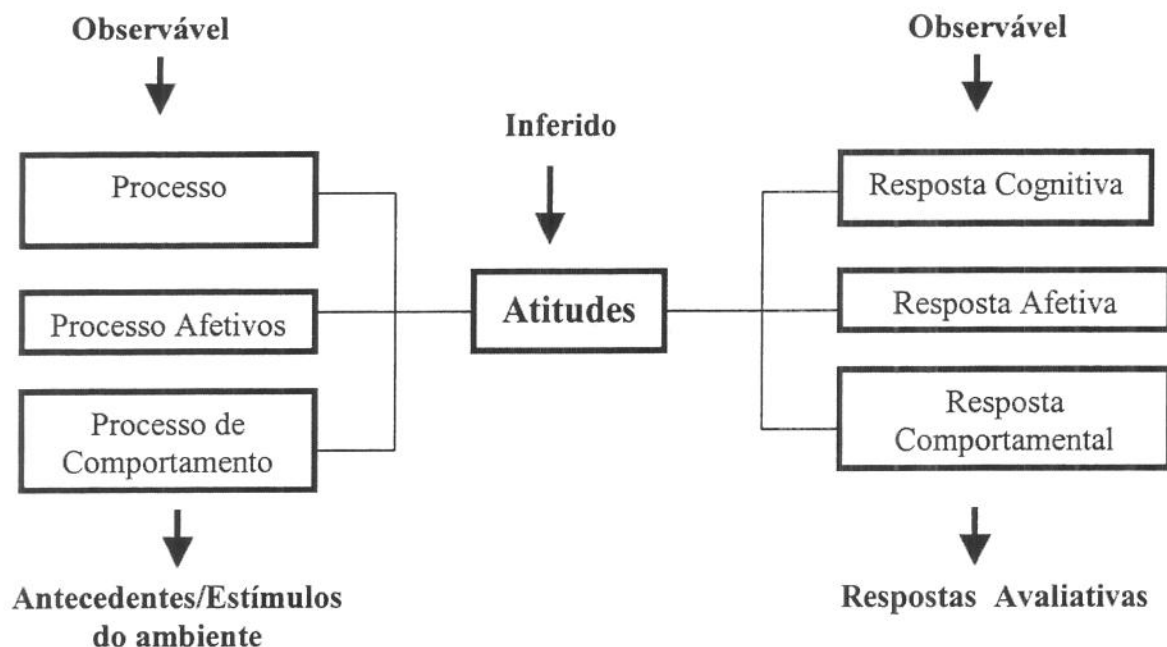 Observável
Processo
Processo Afetivos
Processo de
Comportamento
Antecedentes/Estímulos
do ambiente
Inferido
Atitudes
Observável
Resposta Cognitiva
Resposta Afetiva
Resposta
Comportamental
Respostas Avaliativas